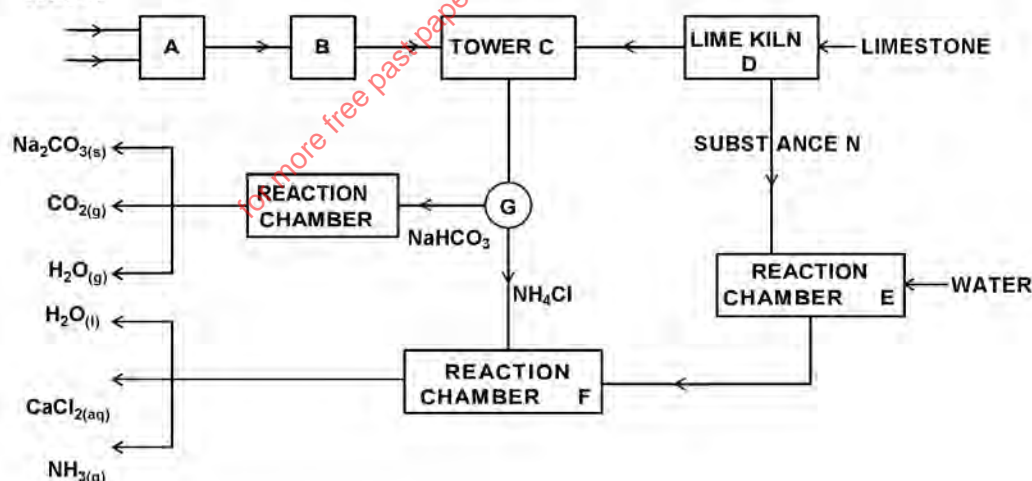 A
B
TOWER C
LIME KILN
D
LIMESTONE
for more free past pape
SUBSTANCE N
Na₂CO₃(s)
CO₂(g)
H₂O(g)
REACTION
CHAMBER
G
NaHCO₃
NH₄Cl
REACTION
CHAMBER E
WATER
H₂O(l)
CaCl₂(aq)
NH₃(g)
REACTION
CHAMBER F